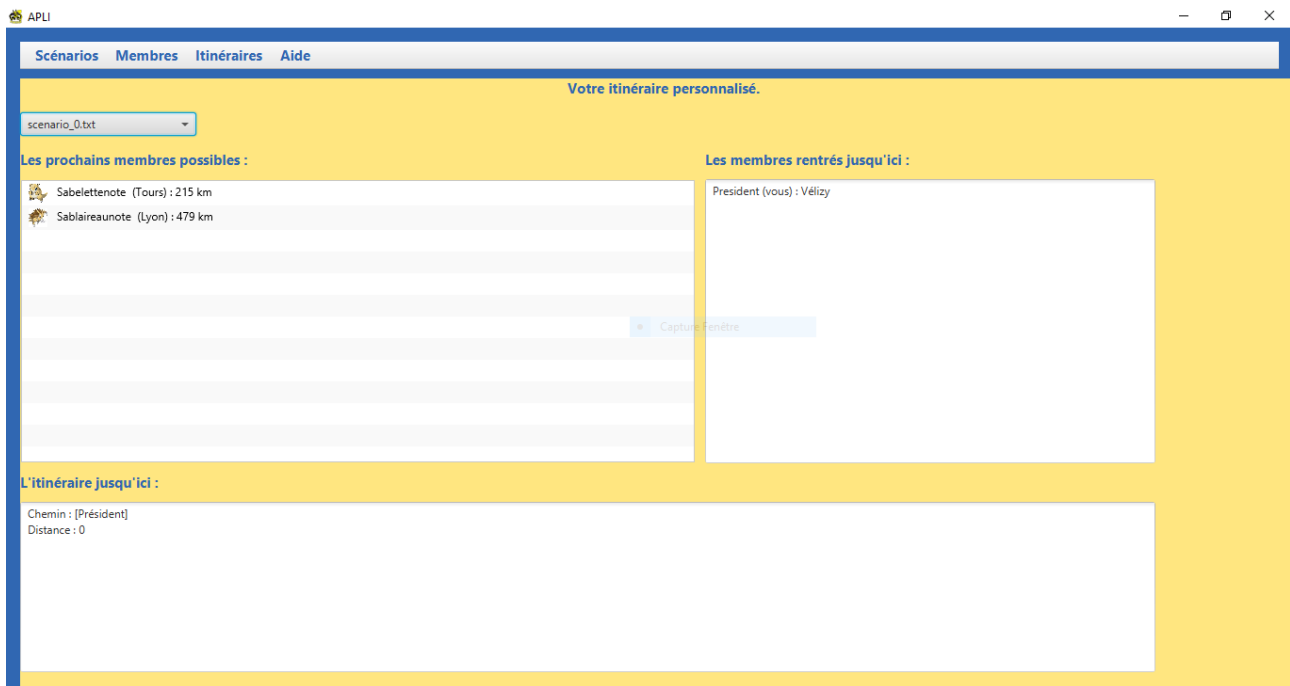 APLI
Scénarios Membres Itinéraires Aide
Votre itinéraire personnalisé.
scenario_0.txt
Les prochains membres possibles :
Sabelettenote (Tours) : 215 km
Sablaireaunote (Lyon) : 479 km
Les membres rentrés jusqu'ici :
President (vous) : Vélizy
Capture Fenêtre
L'itinéraire jusqu'ici :
Chemin : [Président]
Distance : 0